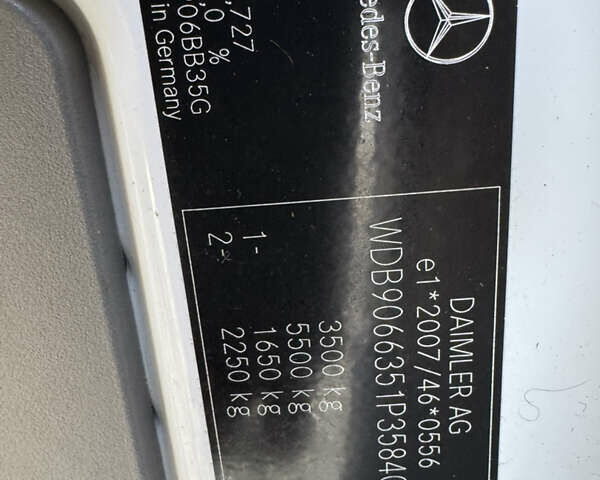 DAIMLER AG
e1*2007/46*0556
WDB9066351P3584
3500 kg
5500 kg
1- 1650 kg
2- 2250 kg
edes-Benz
,727
,0 %
06BB35G
in Germany